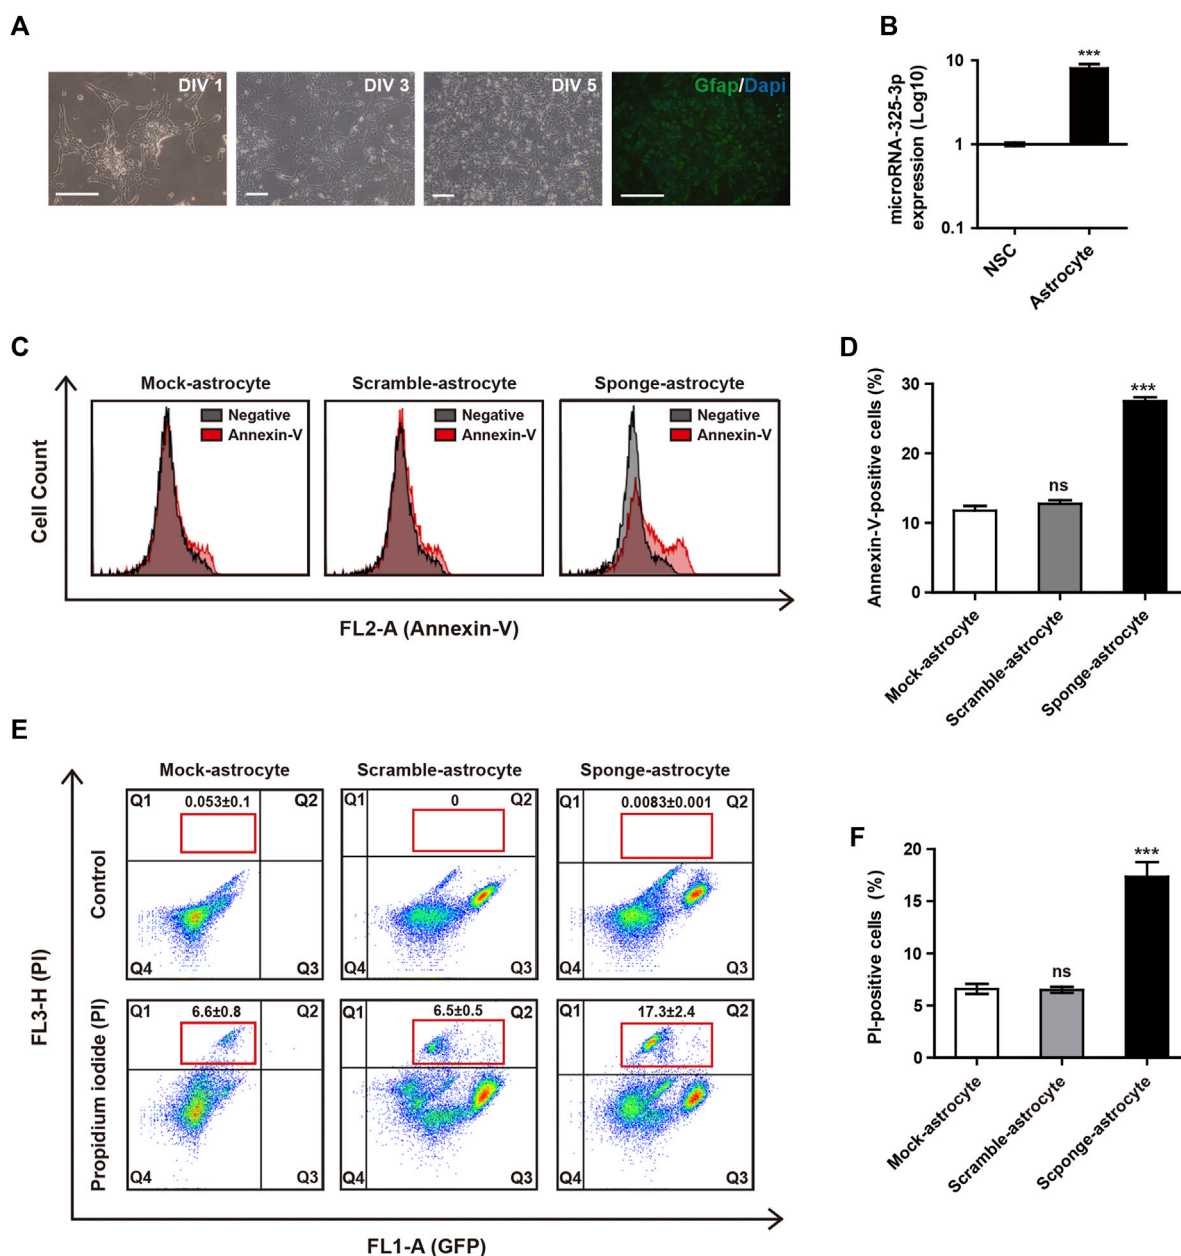 A
DIV 1
DIV 3
DIV 5
Gfap/Dapi
B
microRNA-325-3p
expression (Log10)
10
1
0.1
***
NSC
Astrocyte
C
Cell Count
Mock-astrocyte
Scramble-astrocyte
Sponge-astrocyte
Negative
Annexin-V
Negative
Annexin-V
Negative
Annexin-V
FL2-A (Annexin-V)
D
Annexin-V-positive cells (%)
30
20
10
0
ns
***
Mock-astrocyte
Scramble-astrocyte
Sponge-astrocyte
E
FL3-H (PI)
Mock-astrocyte
Scramble-astrocyte
Sponge-astrocyte
Control
Q1
0.053±0.1
Q2
Q4
Q3
Q1
0
Q2
Q4
Q3
Q1
0.0083±0.001
Q2
Q4
Q3
Propidium iodide (PI)
Q1
6.6±0.8
Q2
Q4
Q3
Q1
6.5±0.5
Q2
Q4
Q3
Q1
17.3±2.4
Q2
Q4
Q3
FL1-A (GFP)
F
PI-positive cells (%)
20
15
10
5
0
ns
***
Mock-astrocyte
Scramble-astrocyte
Scponge-astrocyte